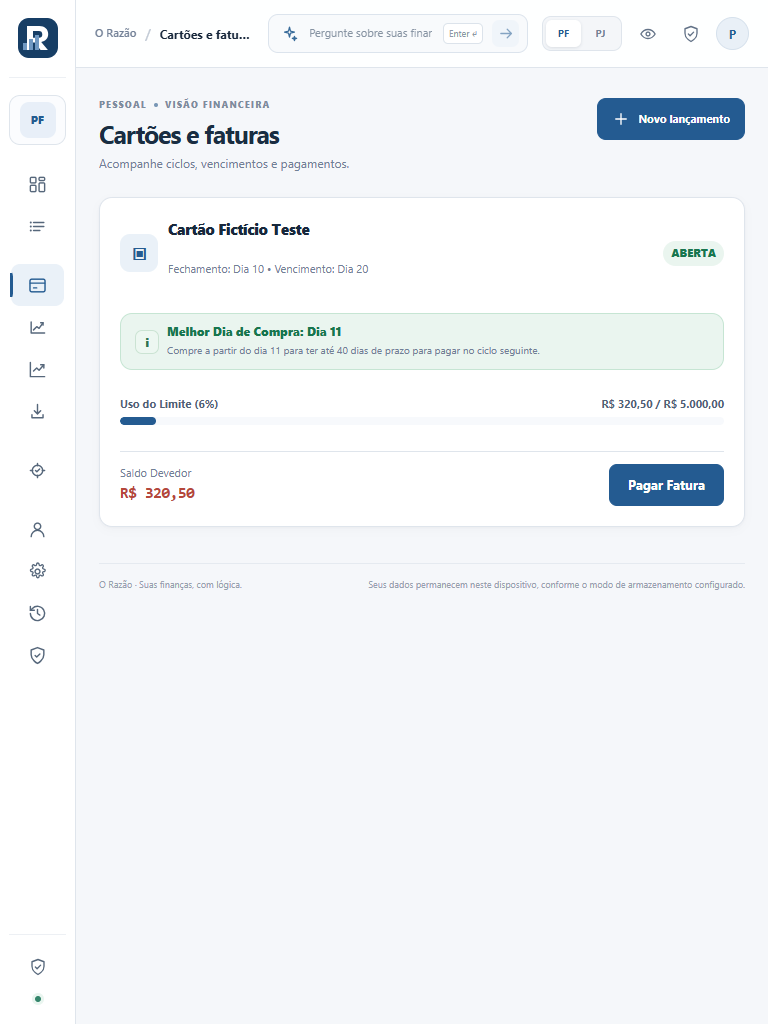 R
O Razão / Cartões e fatu...
Pergunte sobre suas finar
Enter ↵
PF
PJ
P
PF
PESSOAL • VISÃO FINANCEIRA
Cartões e faturas
Acompanhe ciclos, vencimentos e pagamentos.
Novo lançamento
Cartão Fictício Teste
Fechamento: Dia 10 • Vencimento: Dia 20
ABERTA
i
Melhor Dia de Compra: Dia 11
Compre a partir do dia 11 para ter até 40 dias de prazo para pagar no ciclo seguinte.
Uso do Limite (6%)
R$ 320,50 / R$ 5.000,00
Saldo Devedor
R$ 320,50
Pagar Fatura
O Razão · Suas finanças, com lógica.
Seus dados permanecem neste dispositivo, conforme o modo de armazenamento configurado.